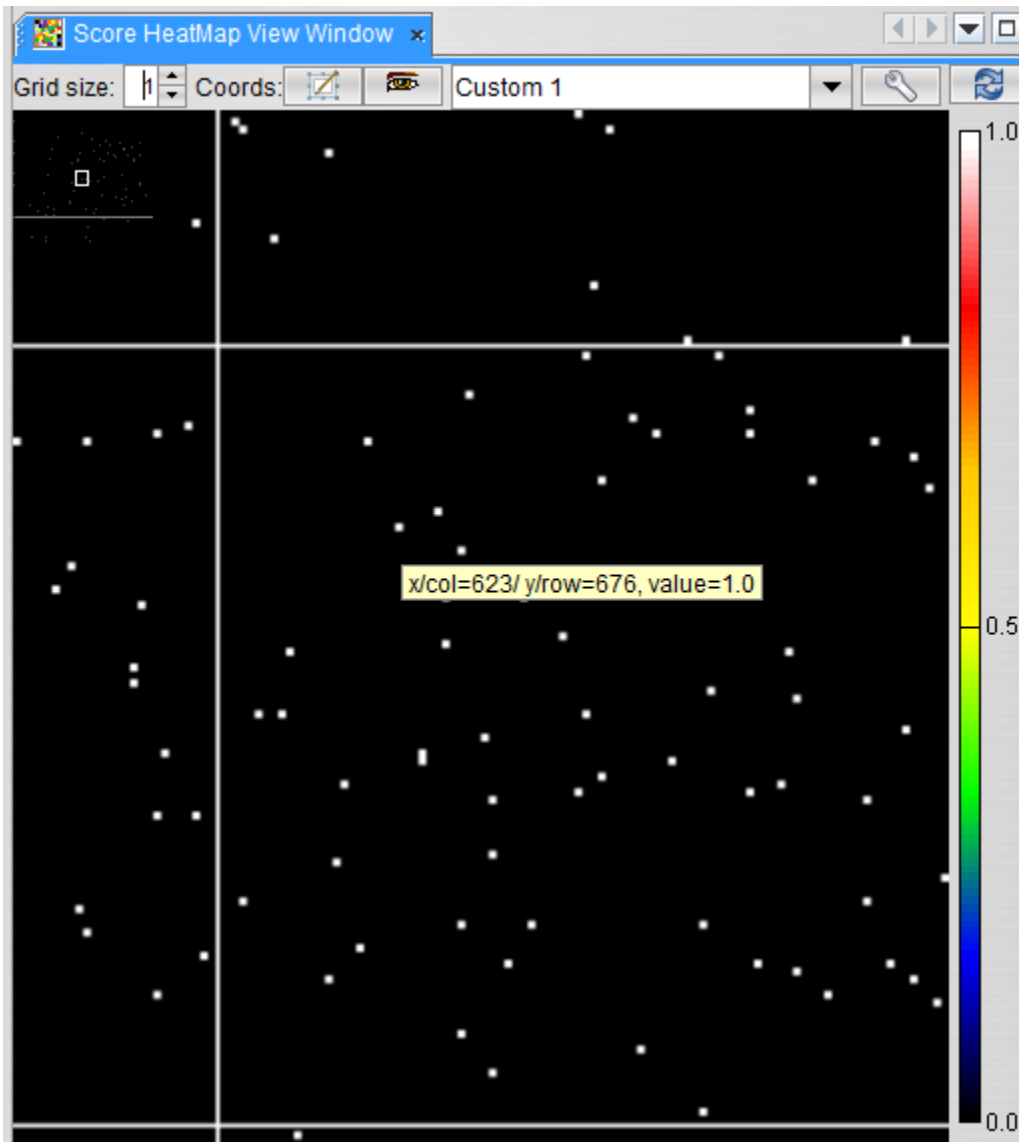 Score HeatMap View Window ×
Grid size: 1 Coords: Custom 1
1.0
x/col=623/ y/row=676, value=1.0
0.5
0.0